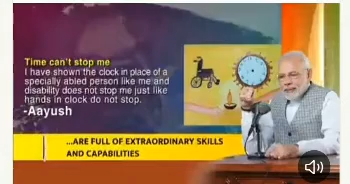 Time can't stop me
I have shown the clock in place of a
specially abled person like me and
disability does not stop me just like
hands in clock do not stop.
-Aayush
...ARE FULL OF EXTRAORDINARY SKILLS
AND CAPABILITIES